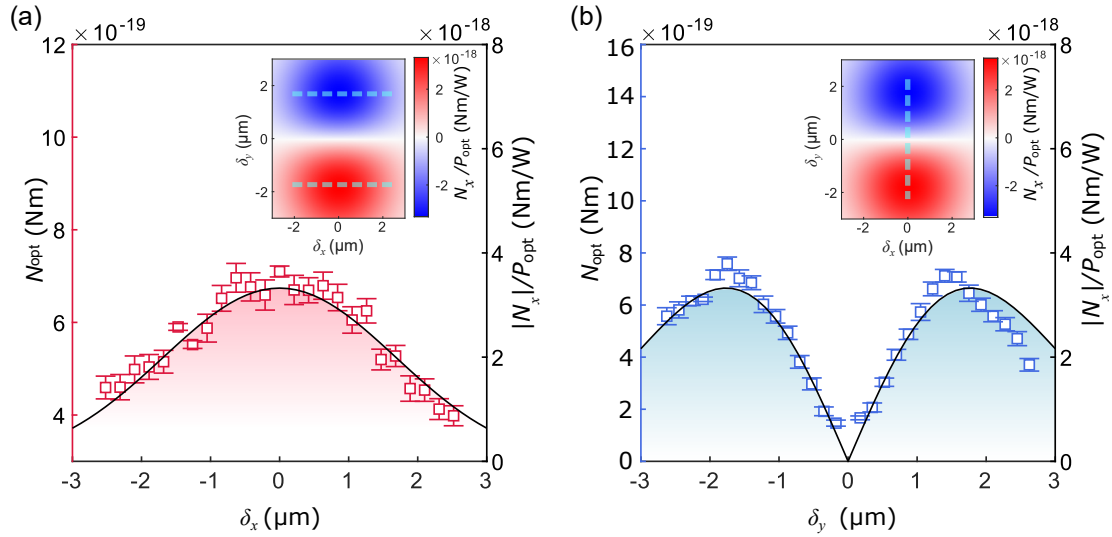 (a)
× 10⁻¹⁹
× 10⁻¹⁸
12
10
8
6
4
N_opt (Nm)
8
6
4
2
0
|N_x|/P_opt (Nm/W)
-3 -2 -1 0 1 2 3
δ_x (µm)
2
0
-2
δ_y (µm)
-2 0 2
δ_x (µm)
× 10⁻¹⁸
2
0
-2
N_x /P_opt (Nm/W)
(b)
× 10⁻¹⁹
× 10⁻¹⁸
16
14
12
10
8
6
4
2
0
N_opt (Nm)
8
6
4
2
0
|N_x|/P_opt (Nm/W)
-3 -2 -1 0 1 2 3
δ_y (µm)
2
0
-2
δ_y (µm)
-2 0 2
δ_x (µm)
× 10⁻¹⁸
2
0
-2
N_x /P_opt (Nm/W)